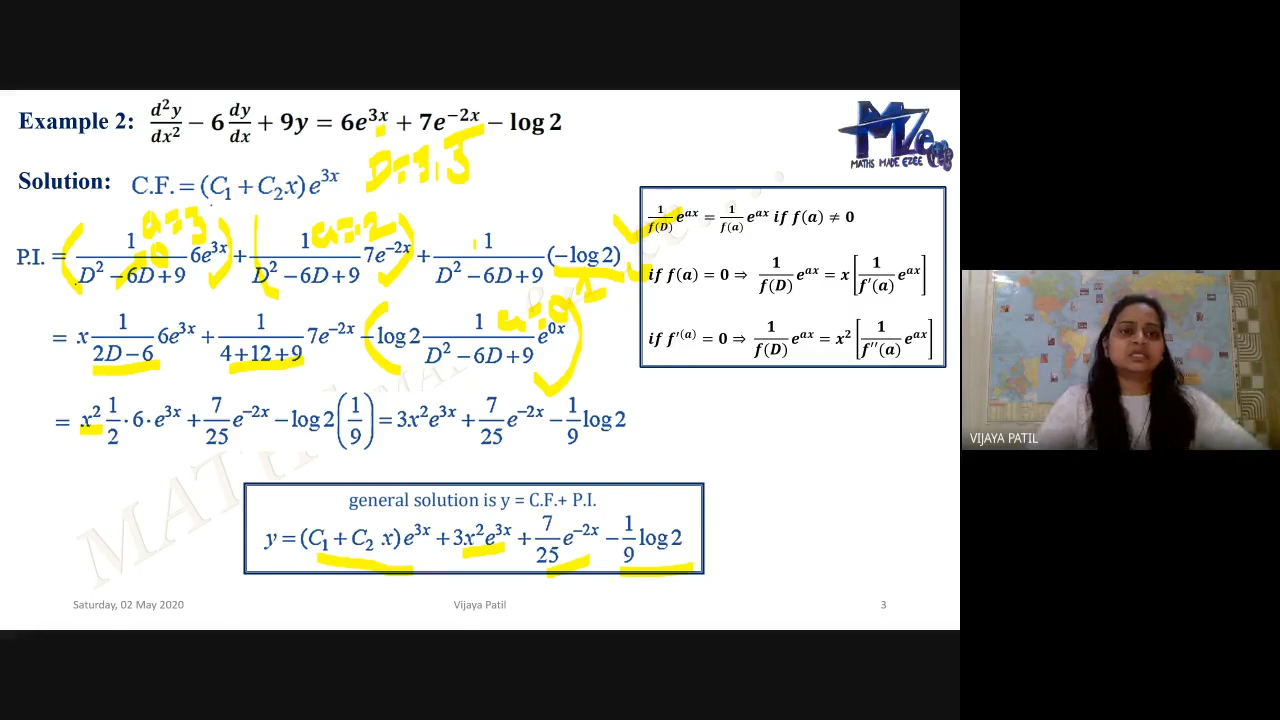 Example 2: d²y/dx² − 6 dy/dx + 9y = 6e^{3x} + 7e^{−2x} − log 2
MATHS MADE EZEE
Solution: C.F. = (C₁ + C₂x)e^{3x}
D=3,3
a=3
a=-2
P.I. = 1/(D² − 6D + 9) 6e^{3x} + 1/(D² − 6D + 9) 7e^{−2x} + 1/(D² − 6D + 9) (−log 2)
a=0
= x 1/(2D − 6) 6e^{3x} + 1/(4 + 12 + 9) 7e^{−2x} − log 2 1/(D² − 6D + 9) e^{0x}
= x² 1/2 · 6 · e^{3x} + 7/25 e^{−2x} − log 2 (1/9) = 3x²e^{3x} + 7/25 e^{−2x} − 1/9 log 2
1/f(D) e^{ax} = 1/f(a) e^{ax} if f(a) ≠ 0
if f(a) = 0 ⇒ 1/f(D) e^{ax} = x [1/f′(a) e^{ax}]
if f′(a) = 0 ⇒ 1/f(D) e^{ax} = x² [1/f′′(a) e^{ax}]
general solution is y = C.F.+ P.I.
y = (C₁ + C₂ x)e^{3x} + 3x²e^{3x} + 7/25 e^{−2x} − 1/9 log 2
Saturday, 02 May 2020
Vijaya Patil
3
VIJAYA PATIL